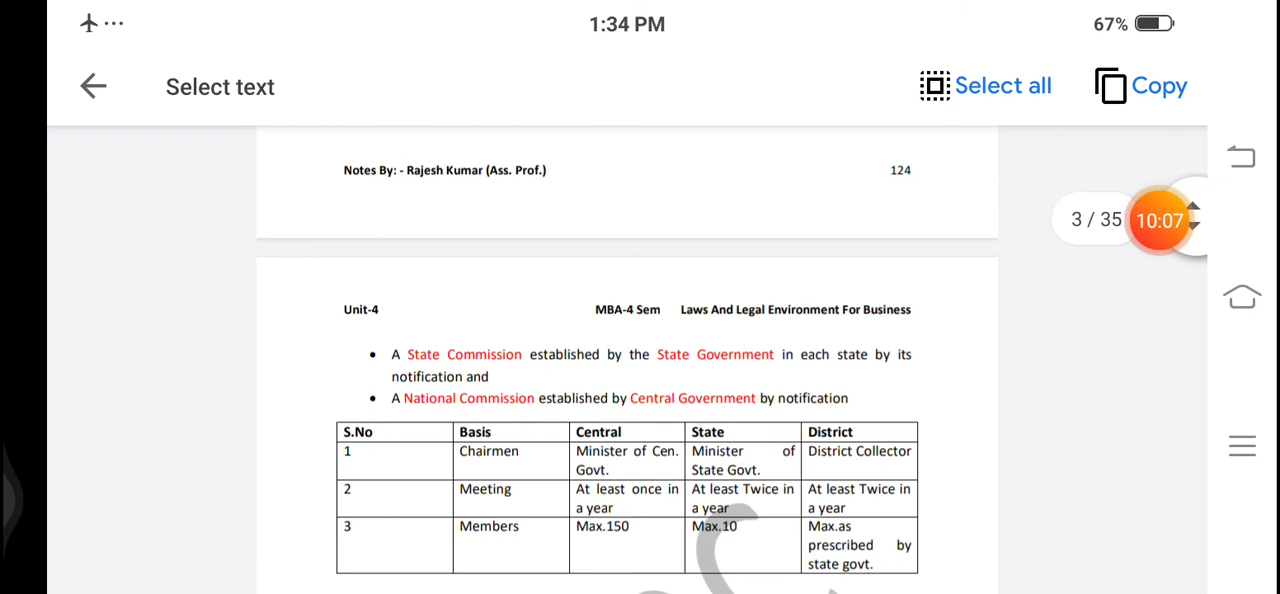 1:34 PM
67%
Select text
Select all
Copy
Notes By: - Rajesh Kumar (Ass. Prof.) 124
3 / 35
10:07
Unit-4 MBA-4 Sem Laws And Legal Environment For Business
• A State Commission established by the State Government in each state by its
notification and
• A National Commission established by Central Government by notification
S.No Basis Central State District
1 Chairmen Minister of Cen. Minister of District Collector
Govt. State Govt.
2 Meeting At least once in At least Twice in At least Twice in
a year a year a year
3 Members Max.150 Max.10 Max.as
prescribed by
state govt.